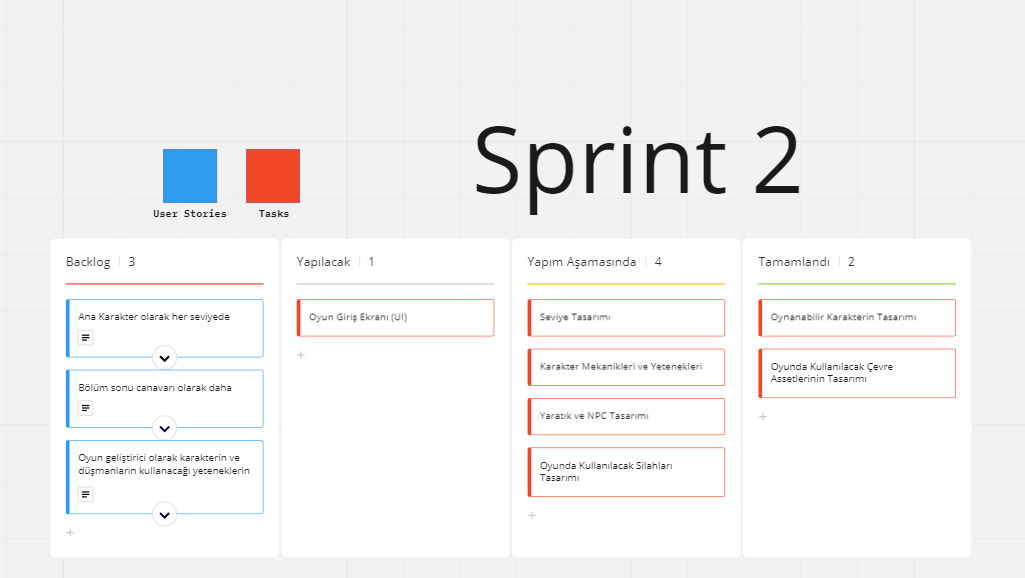 Sprint 2
User Stories
Tasks
Backlog 3
Ana Karakter olarak her seviyede
Bölüm sonu canavarı olarak daha
Oyun geliştirici olarak karakterin ve
düşmanların kullanacağı yeteneklerin
Yapılacak 1
Oyun Giriş Ekranı (UI)
Yapım Aşamasında 4
Seviye Tasarımı
Karakter Mekanikleri ve Yetenekleri
Yaratık ve NPC Tasarımı
Oyunda Kullanılacak Silahları
Tasarımı
Tamamlandı 2
Oynanabilir Karakterin Tasarımı
Oyunda Kullanılacak Çevre
Assetlerinin Tasarımı